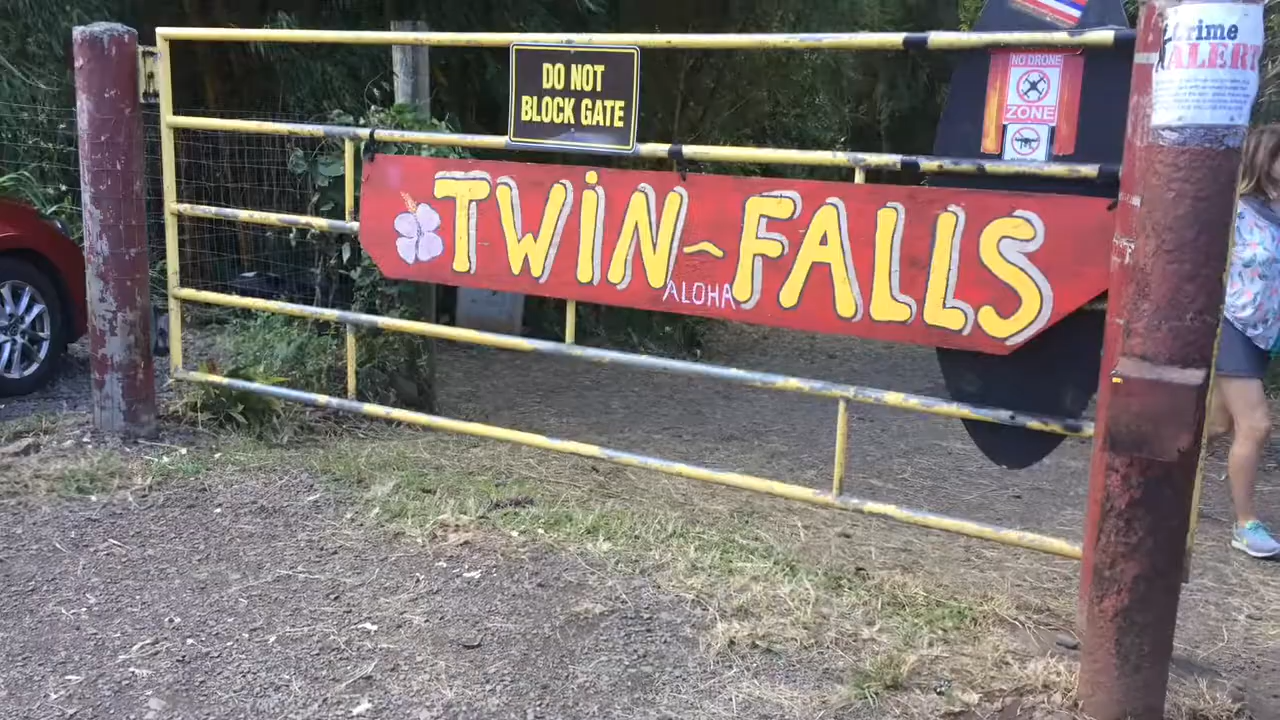 DO NOT
BLOCK GATE
TWIN~FALLS
ALOHA
NO DRONE
ZONE
Crime
ALERT